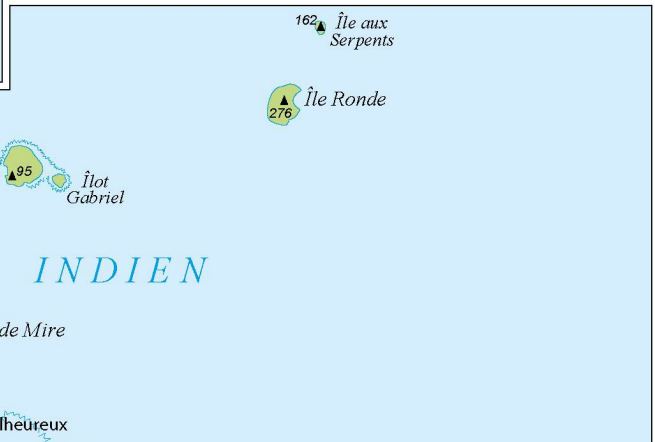 162 Île aux
Serpents
Île Ronde
276
95
Îlot
Gabriel
INDIEN
de Mire
lheureux